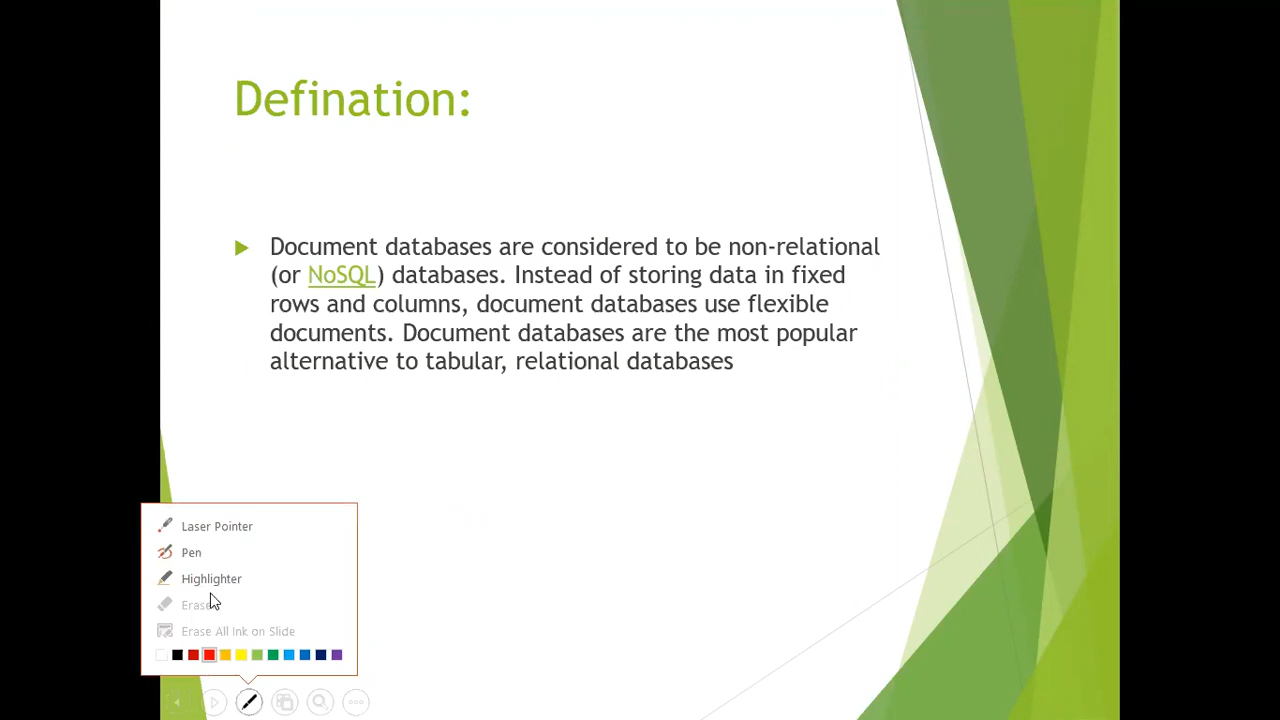 Defination:
Document databases are considered to be non-relational
(or NoSQL) databases. Instead of storing data in fixed
rows and columns, document databases use flexible
documents. Document databases are the most popular
alternative to tabular, relational databases
Laser Pointer
Pen
Highlighter
Erase All Ink on Slide